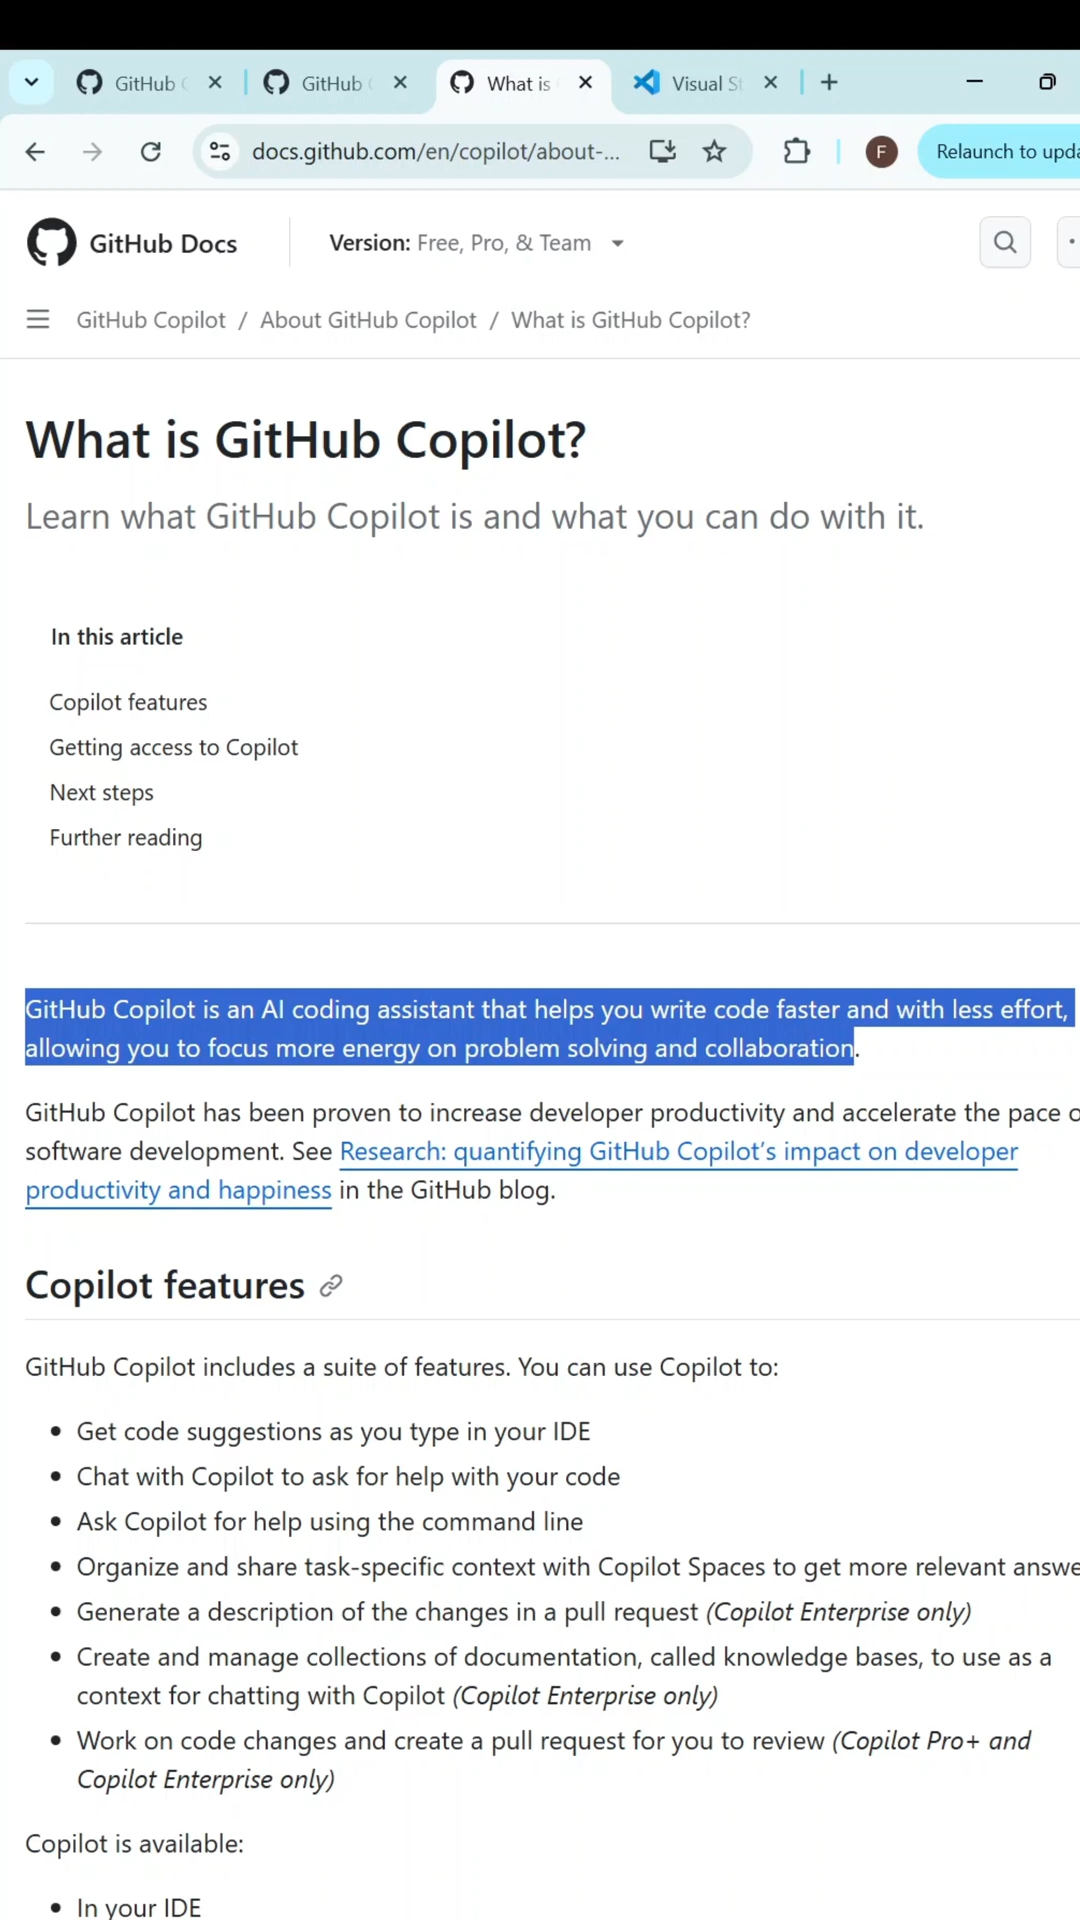 GitHub
GitHub
What is
Visual St
docs.github.com/en/copilot/about-...
F
Relaunch to upda
GitHub Docs
Version: Free, Pro, & Team
GitHub Copilot / About GitHub Copilot / What is GitHub Copilot?
What is GitHub Copilot?
Learn what GitHub Copilot is and what you can do with it.
In this article
Copilot features
Getting access to Copilot
Next steps
Further reading
GitHub Copilot is an AI coding assistant that helps you write code faster and with less effort,
allowing you to focus more energy on problem solving and collaboration.
GitHub Copilot has been proven to increase developer productivity and accelerate the pace o
software development. See Research: quantifying GitHub Copilot’s impact on developer
productivity and happiness in the GitHub blog.
Copilot features
GitHub Copilot includes a suite of features. You can use Copilot to:
• Get code suggestions as you type in your IDE
• Chat with Copilot to ask for help with your code
• Ask Copilot for help using the command line
• Organize and share task-specific context with Copilot Spaces to get more relevant answe
• Generate a description of the changes in a pull request (Copilot Enterprise only)
• Create and manage collections of documentation, called knowledge bases, to use as a
context for chatting with Copilot (Copilot Enterprise only)
• Work on code changes and create a pull request for you to review (Copilot Pro+ and
Copilot Enterprise only)
Copilot is available:
• In your IDE